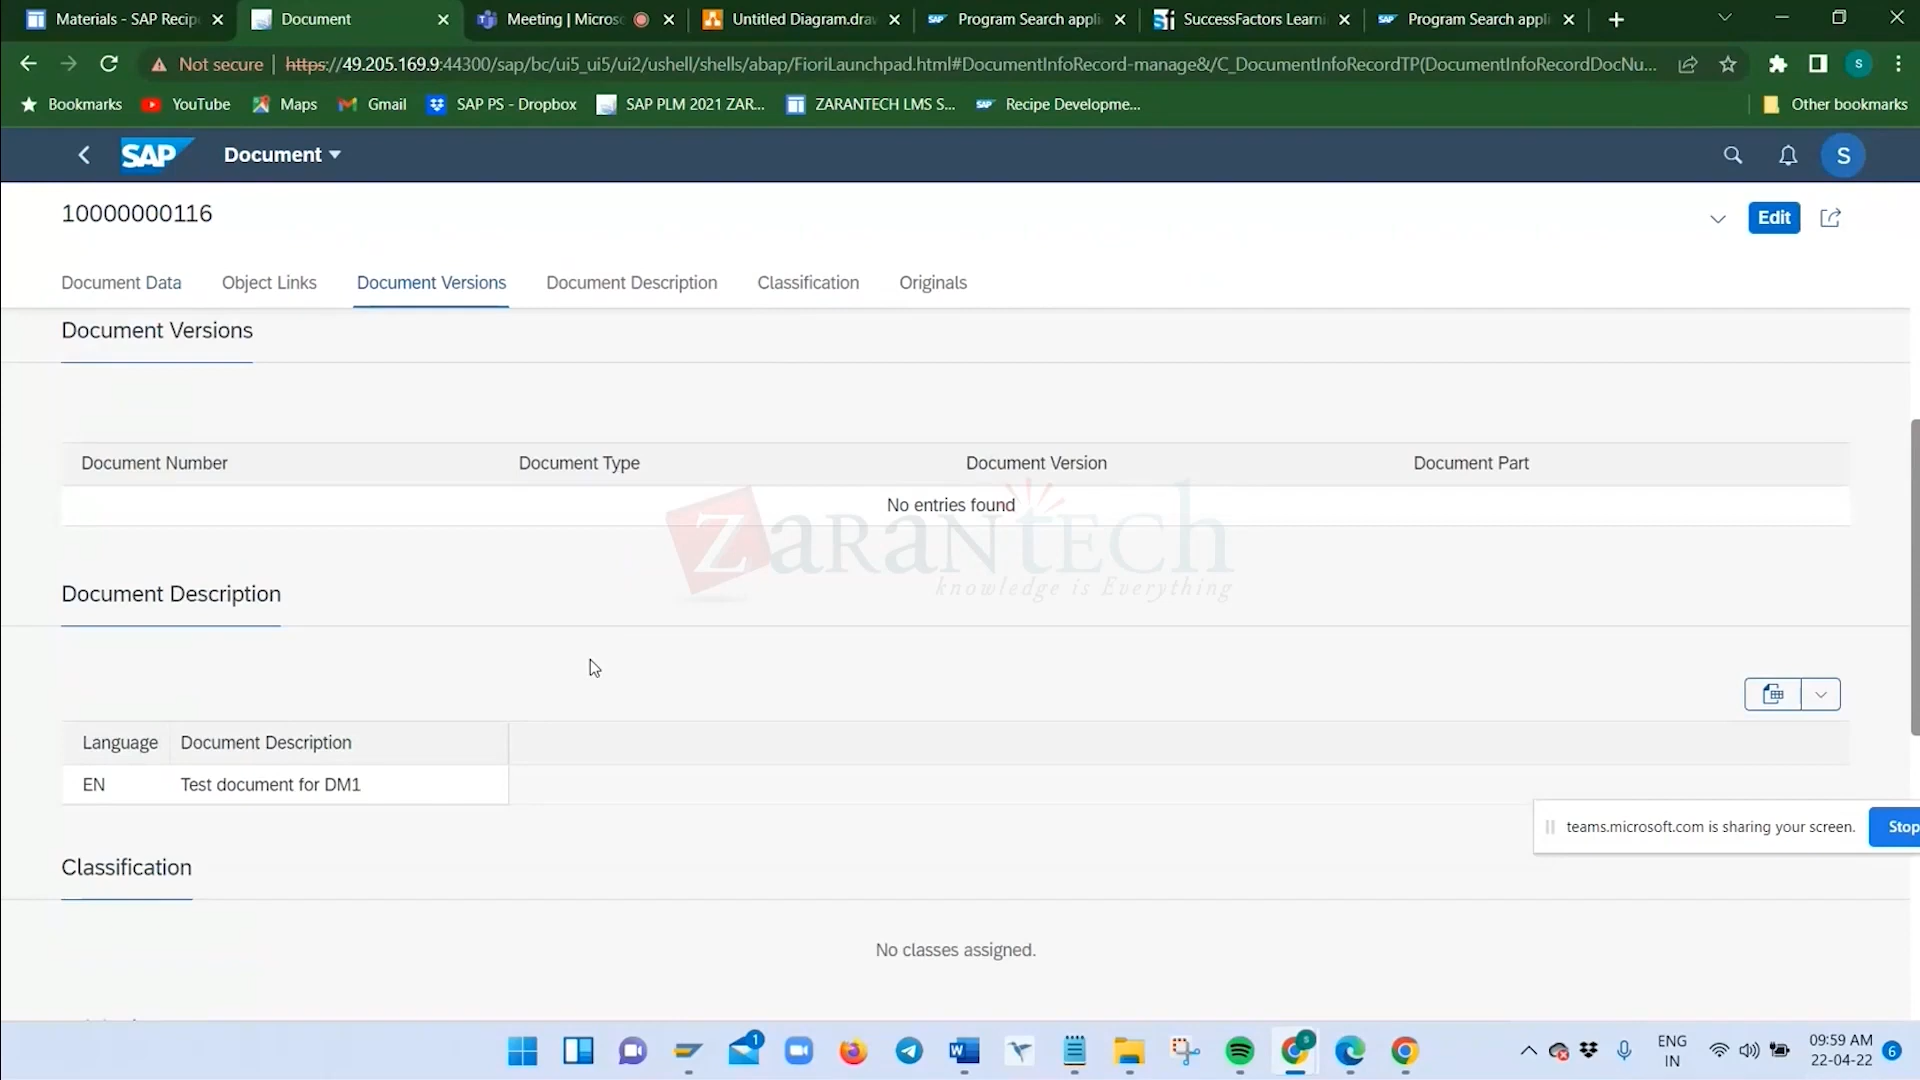 Materials - SAP Recip
Document
Meeting | Micros
Untitled Diagram.dra
Program Search appli
SuccessFactors Learni
Program Search appli
Not secure
https://49.205.169.9:44300/sap/bc/ui5_ui5/ui2/ushell/shells/abap/FioriLaunchpad.html#DocumentInfoRecord-manage&/C_DocumentInfoRecordTP(DocumentInfoRecordDocNu...
S
Bookmarks
YouTube
Maps
Gmail
SAP PS - Dropbox
SAP PLM 2021 ZAR...
ZARANTECH LMS S...
Recipe Developme...
Other bookmarks
SAP
Document
S
10000000116
Edit
Document Data
Object Links
Document Versions
Document Description
Classification
Originals
Document Versions
Document Number
Document Type
Document Version
Document Part
No entries found
zaranTech
knowledge is Everything
Document Description
Language
Document Description
EN
Test document for DM1
teams.microsoft.com is sharing your screen.
Stop
Classification
No classes assigned.
1
ENG
IN
09:59 AM
22-04-22
6